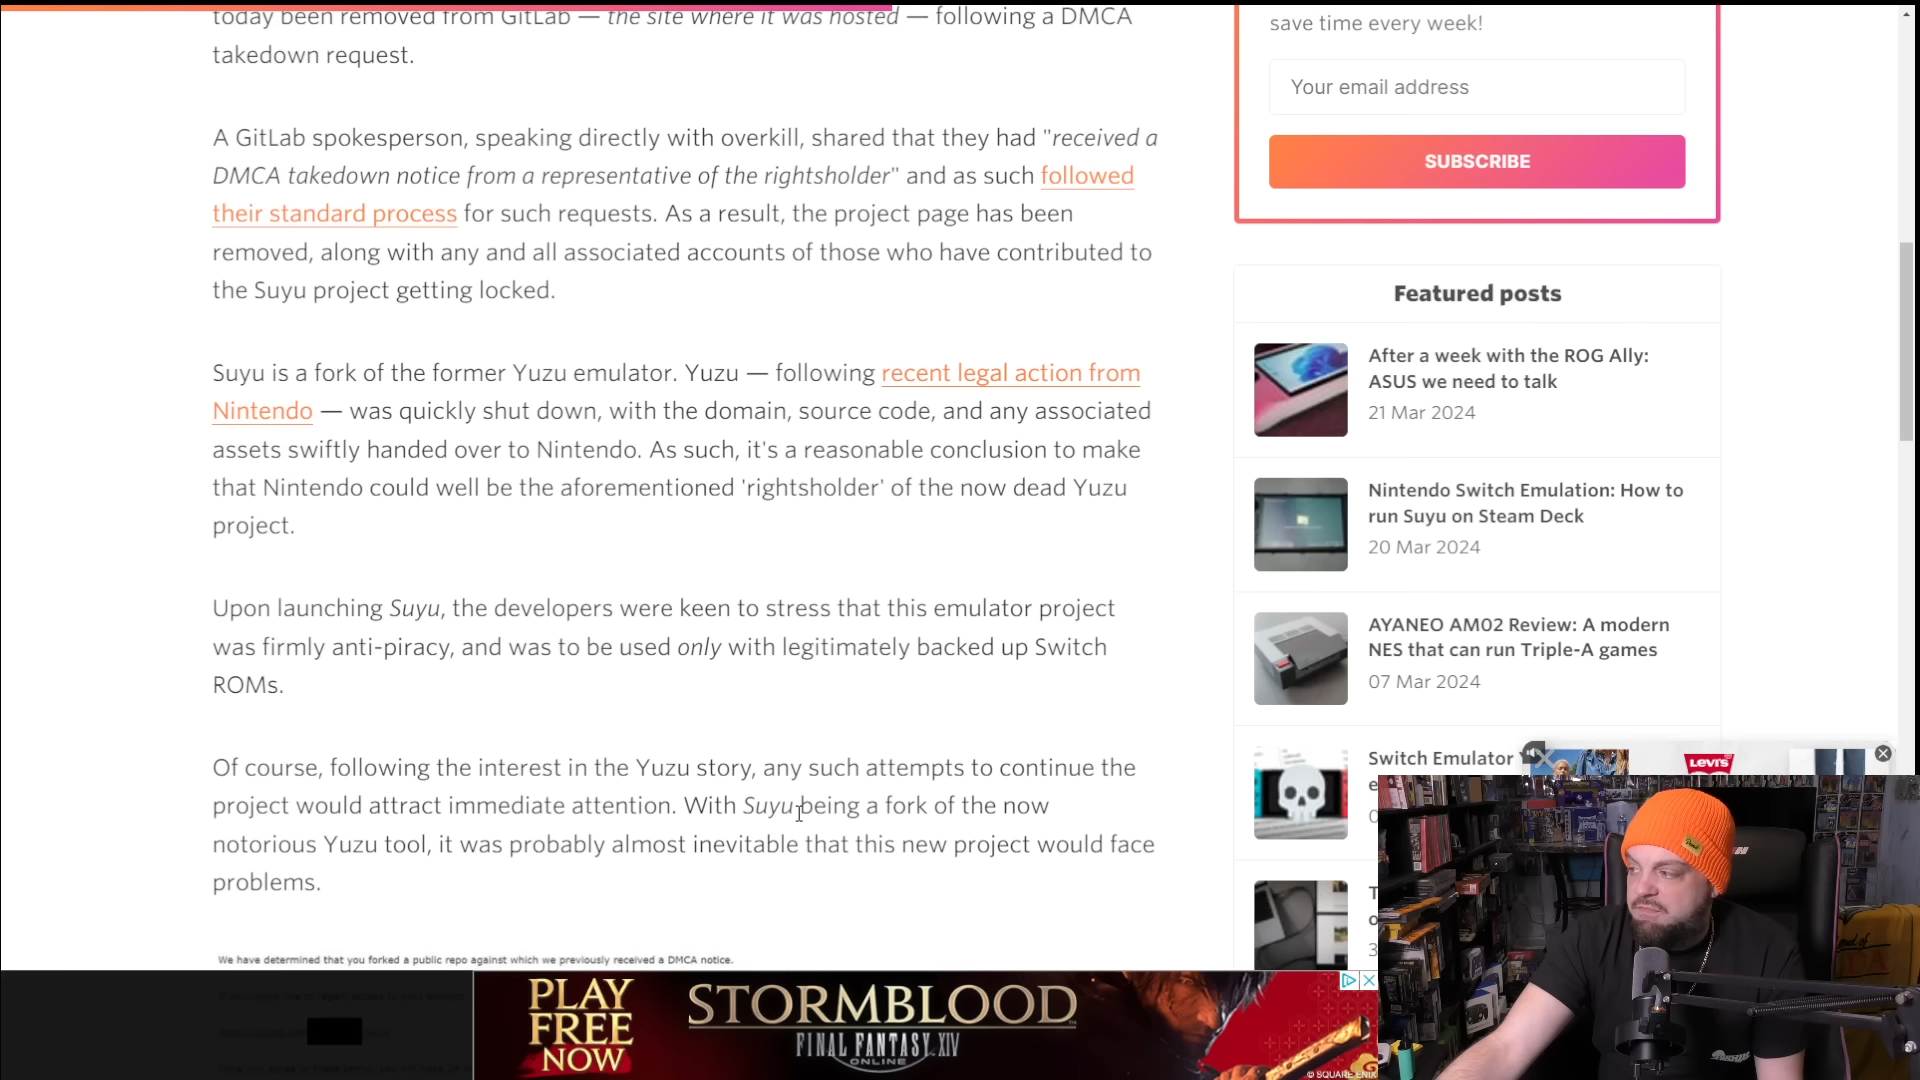 today been removed from GitLab — the site where it was hosted — following a DMCA
takedown request.
A GitLab spokesperson, speaking directly with overkill, shared that they had "received a
DMCA takedown notice from a representative of the rightsholder" and as such followed
their standard process for such requests. As a result, the project page has been
removed, along with any and all associated accounts of those who have contributed to
the Suyu project getting locked.
Suyu is a fork of the former Yuzu emulator. Yuzu — following recent legal action from
Nintendo — was quickly shut down, with the domain, source code, and any associated
assets swiftly handed over to Nintendo. As such, it's a reasonable conclusion to make
that Nintendo could well be the aforementioned 'rightsholder' of the now dead Yuzu
project.
Upon launching Suyu, the developers were keen to stress that this emulator project
was firmly anti-piracy, and was to be used only with legitimately backed up Switch
ROMs.
Of course, following the interest in the Yuzu story, any such attempts to continue the
project would attract immediate attention. With Suyu being a fork of the now
notorious Yuzu tool, it was probably almost inevitable that this new project would face
problems.
We have determined that you forked a public repo against which we previously received a DMCA notice.
save time every week!
Your email address
SUBSCRIBE
Featured posts
After a week with the ROG Ally:
ASUS we need to talk
21 Mar 2024
Nintendo Switch Emulation: How to
run Suyu on Steam Deck
20 Mar 2024
AYANEO AM02 Review: A modern
NES that can run Triple-A games
07 Mar 2024
Switch Emulator
LEVI'S
PLAY
FREE
NOW
STORMBLOOD
FINAL FANTASY XIV
ONLINE
© SQUARE ENIX